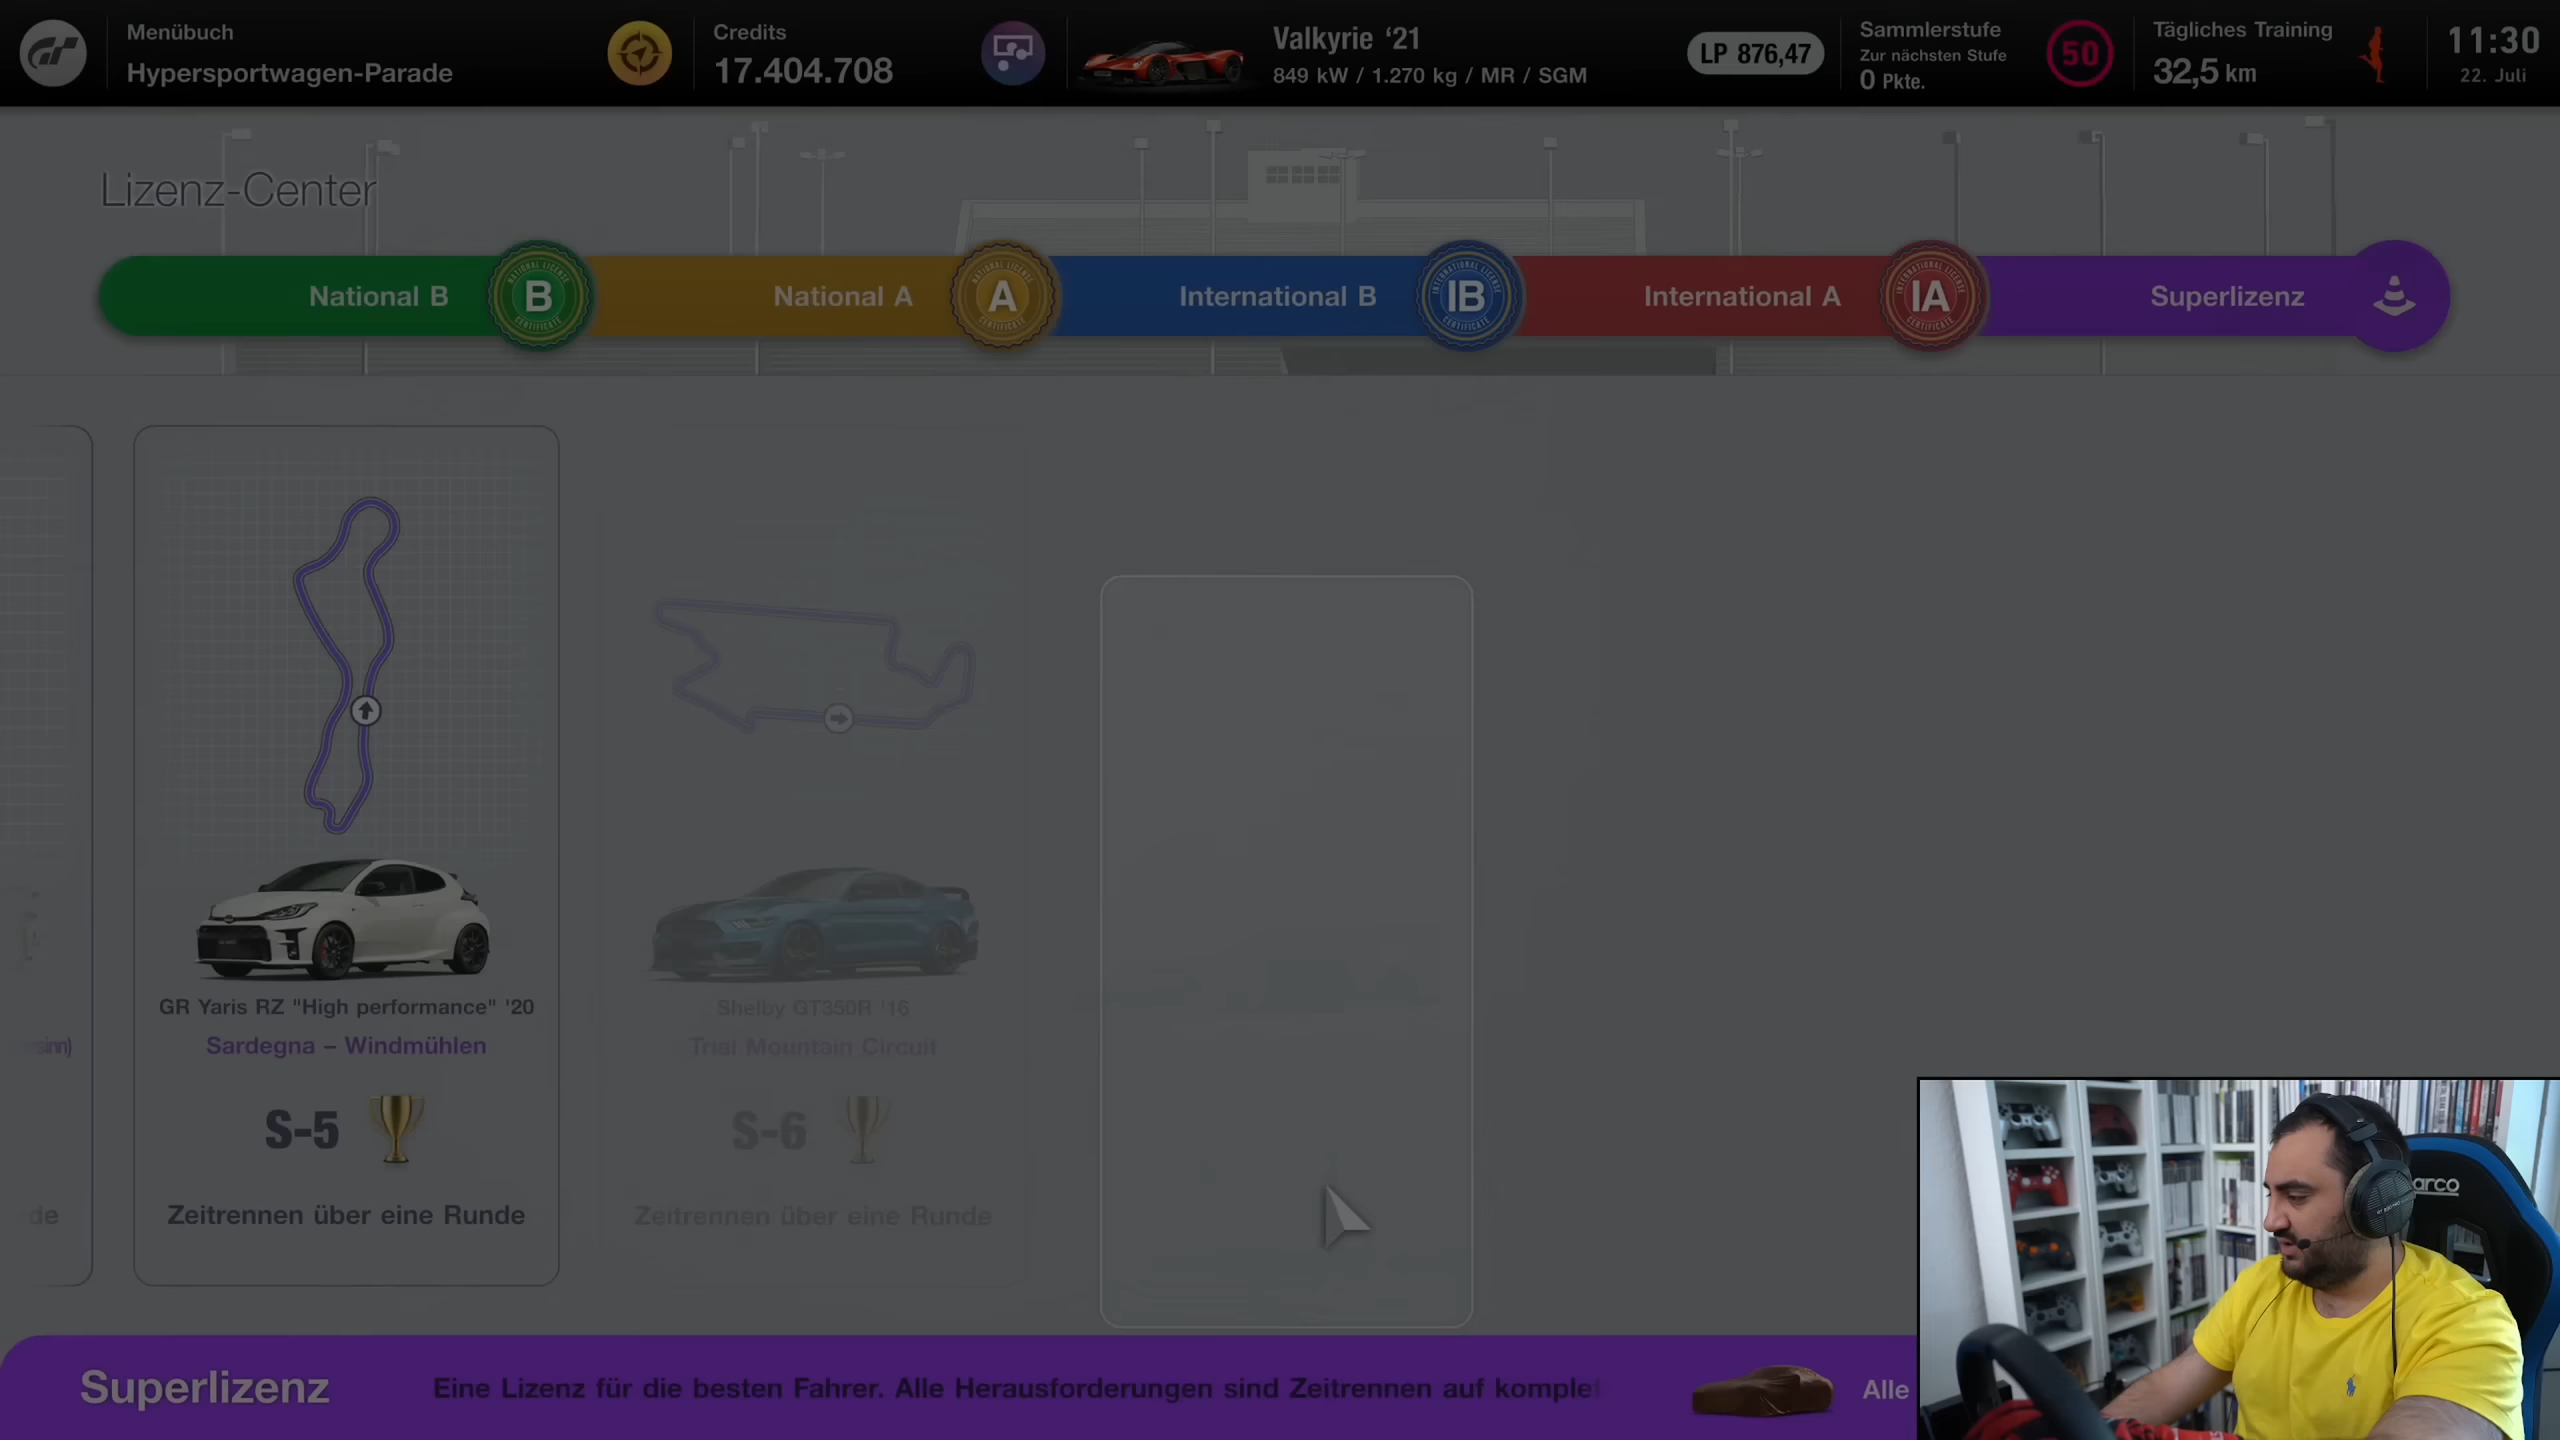 Menübuch
Hypersportwagen-Parade
Credits
17.404.708
Valkyrie ‘21
849 kW / 1.270 kg / MR / SGM
LP 876,47
Sammlerstufe
Zur nächsten Stufe
0 Pkte.
50
Tägliches Training
32,5 km
11:30
22. Juli
Lizenz-Center
National B
B
National A
A
International B
IB
International A
IA
Superlizenz
GR Yaris RZ "High performance" '20
Sardegna – Windmühlen
S-5
Zeitrennen über eine Runde
Shelby GT350R '16
Trial Mountain Circuit
S-6
Zeitrennen über eine Runde
Superlizenz
Eine Lizenz für die besten Fahrer. Alle Herausforderungen sind Zeitrennen auf komplet
Alle
arco